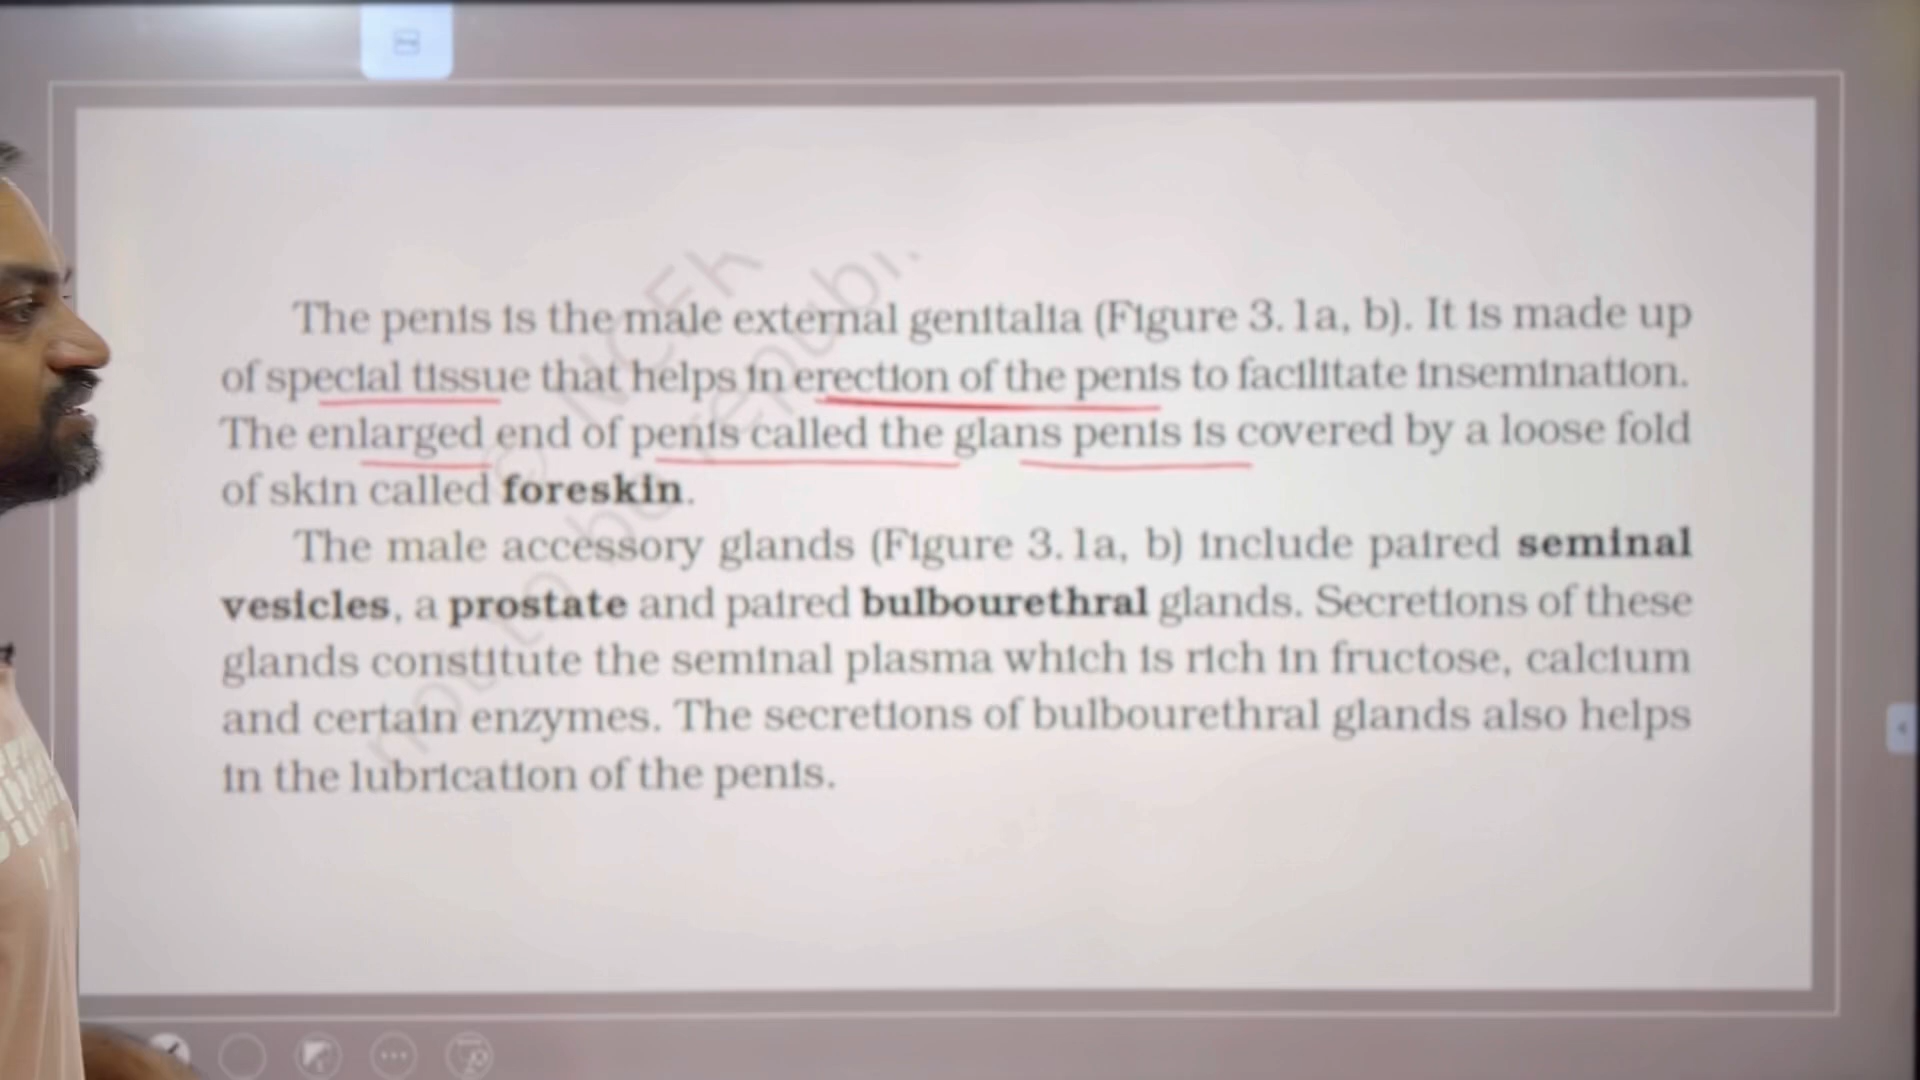 The penis is the male external genitalia (Figure 3.1a, b). It is made up
of special tissue that helps in erection of the penis to facilitate insemination.
The enlarged end of penis called the glans penis is covered by a loose fold
of skin called foreskin.
The male accessory glands (Figure 3.1a, b) include paired seminal
vesicles, a prostate and paired bulbourethral glands. Secretions of these
glands constitute the seminal plasma which is rich in fructose, calcium
and certain enzymes. The secretions of bulbourethral glands also helps
in the lubrication of the penis.
not to be republi